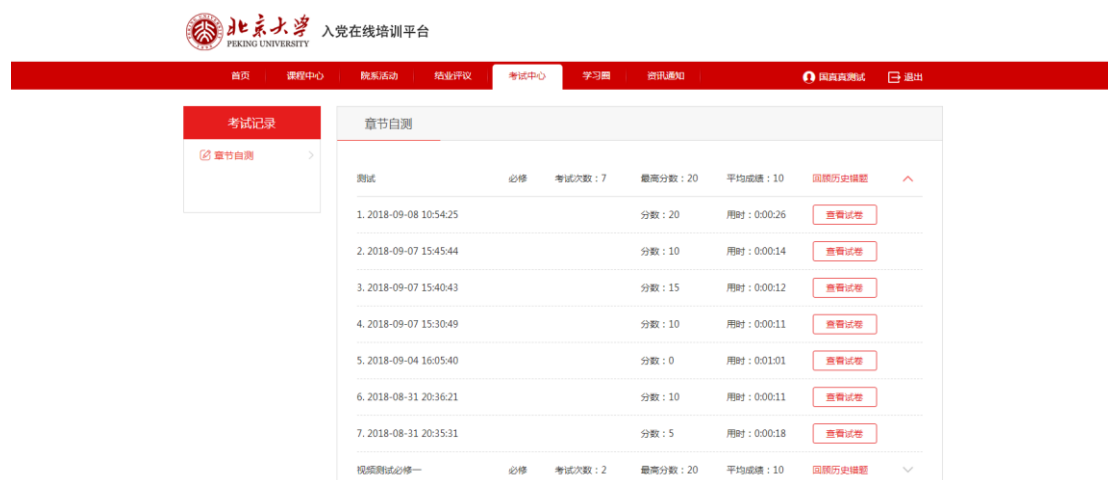 北京大学 入党在线培训平台
PEKING UNIVERSITY
首页 课程中心 院系活动 结业评议 考试中心 学习圈 资讯通知 国真真测试 退出
考试记录 章节自测
章节自测
测试 必修 考试次数：7 最高分数：20 平均成绩：10 回顾历史错题
1. 2018-09-08 10:54:25 分数：20 用时：0:00:26 查看试卷
2. 2018-09-07 15:45:44 分数：10 用时：0:00:14 查看试卷
3. 2018-09-07 15:40:43 分数：15 用时：0:00:12 查看试卷
4. 2018-09-07 15:30:49 分数：10 用时：0:00:11 查看试卷
5. 2018-09-04 16:05:40 分数：0 用时：0:01:01 查看试卷
6. 2018-08-31 20:36:21 分数：10 用时：0:00:11 查看试卷
7. 2018-08-31 20:35:31 分数：5 用时：0:00:18 查看试卷
视频测试必修一 必修 考试次数：2 最高分数：20 平均成绩：10 回顾历史错题